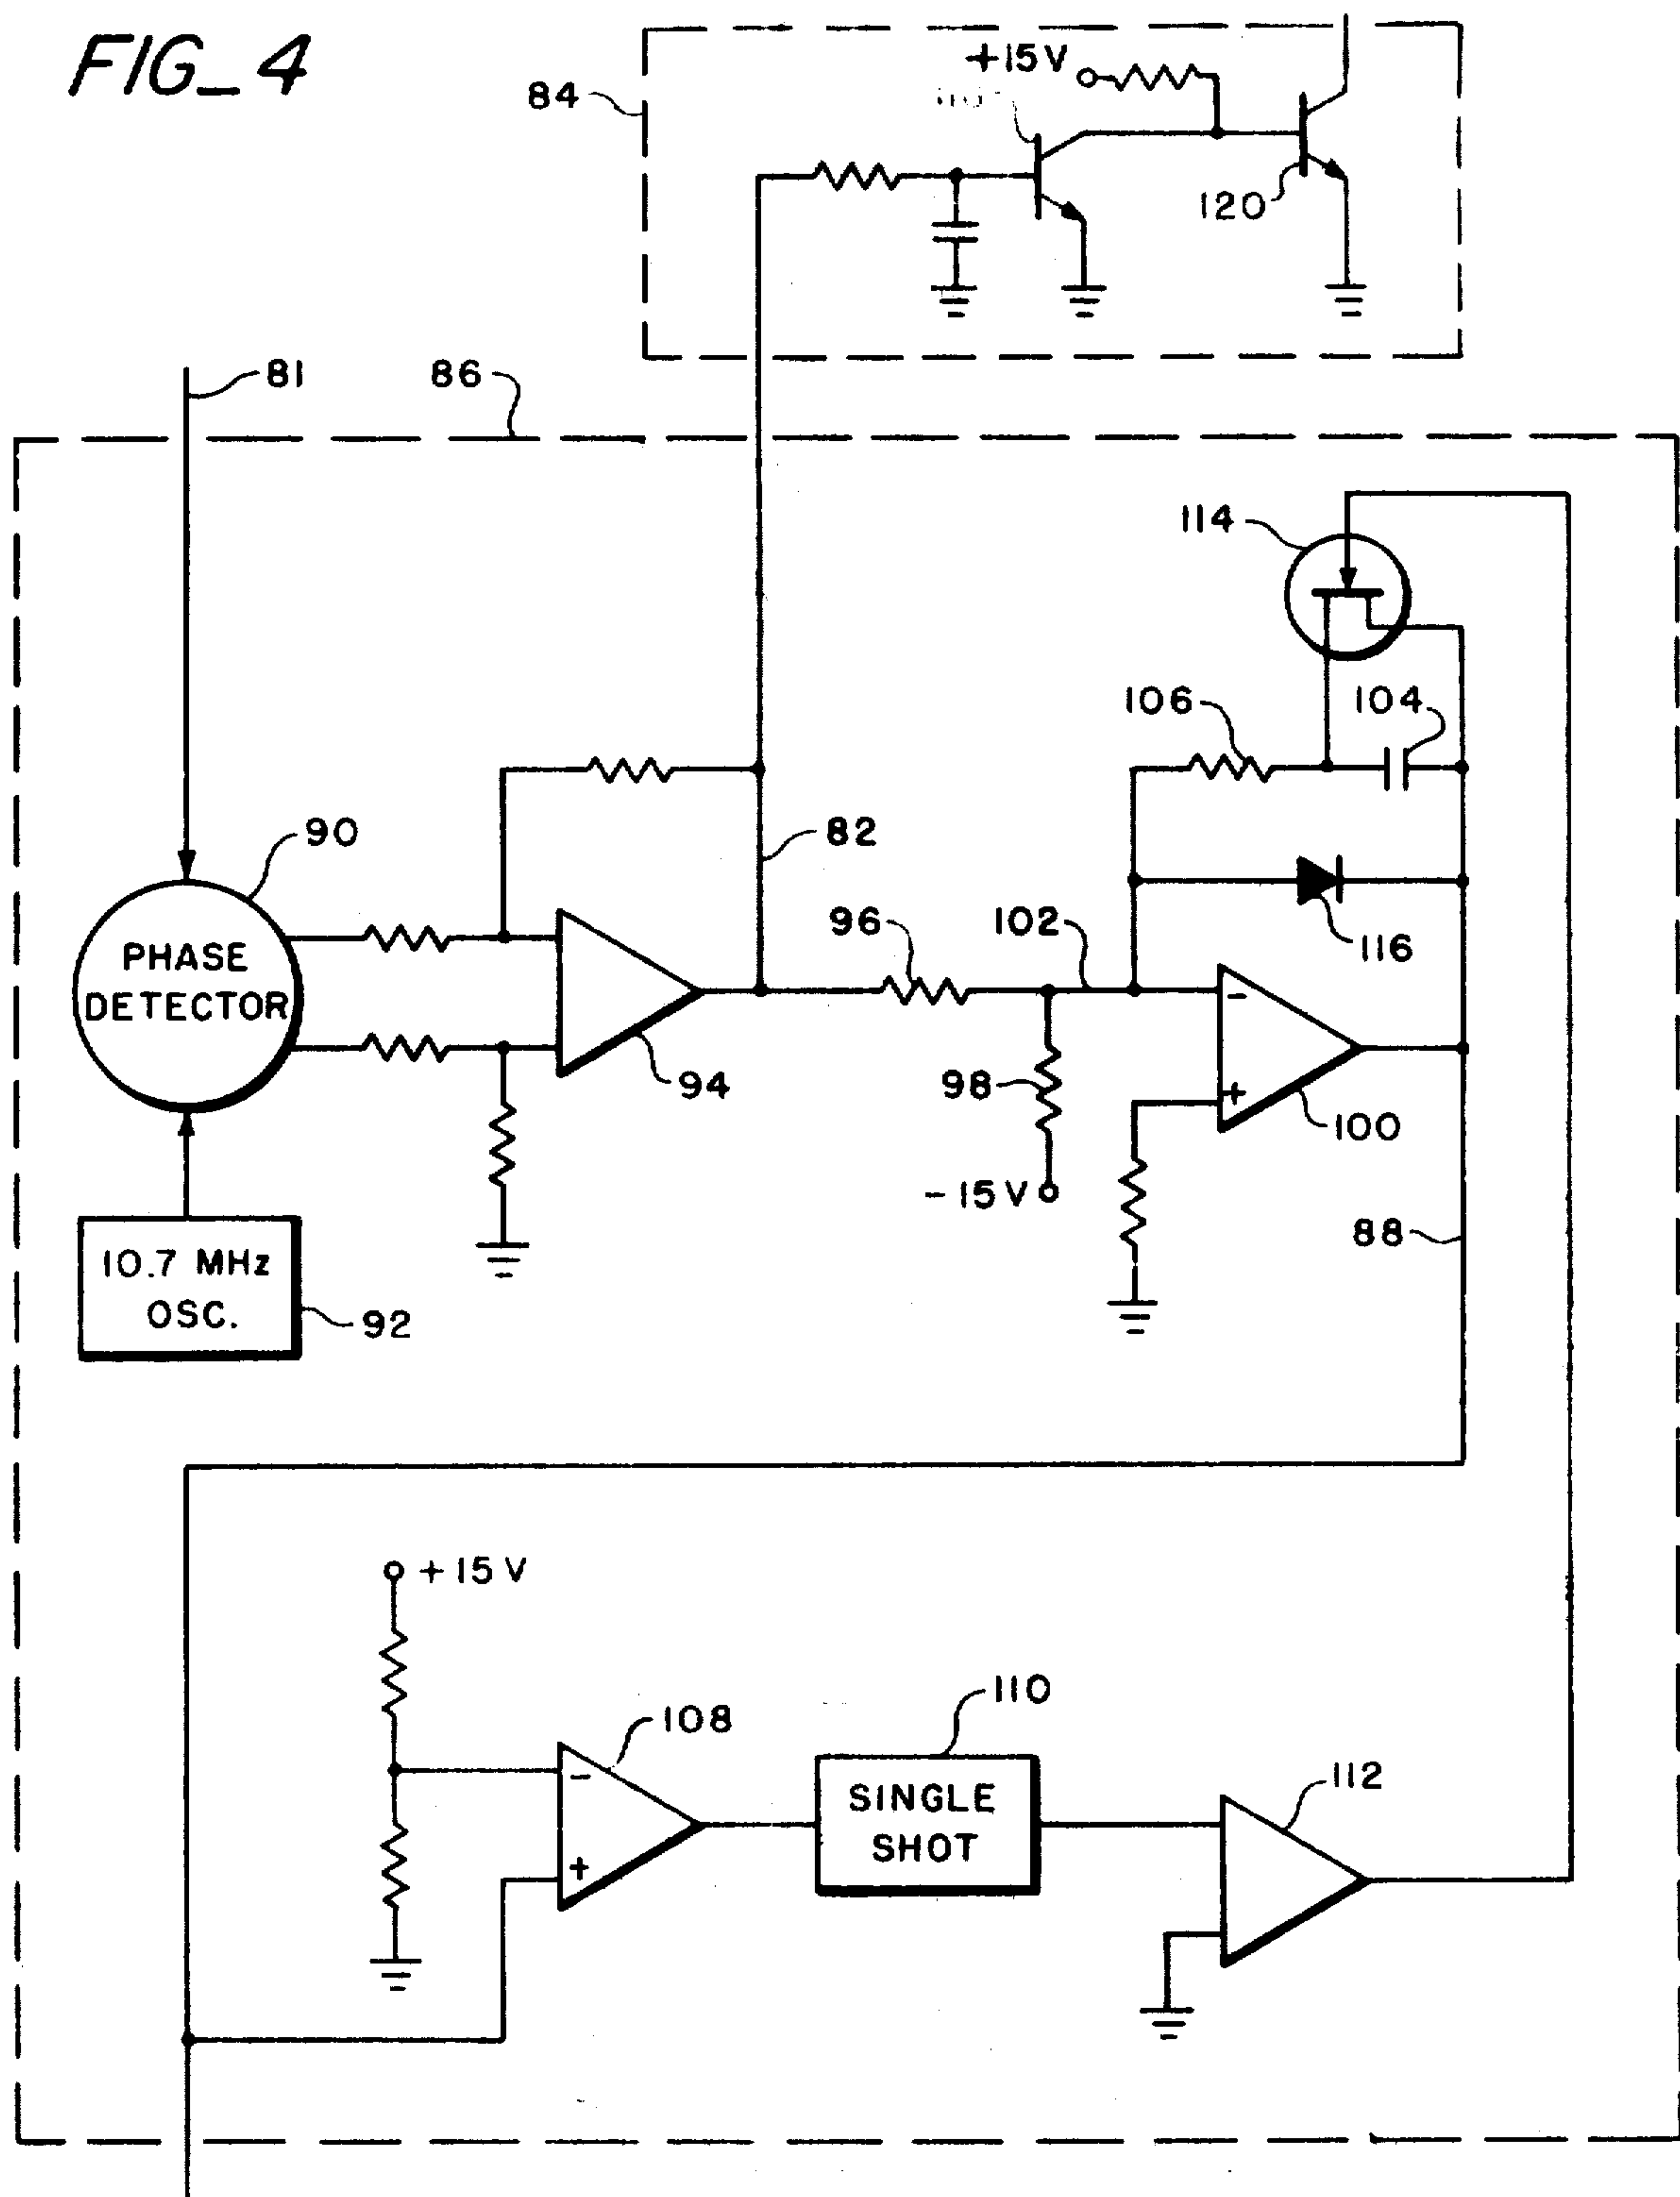 FIG_4
+15V
84
120
81
86
114
106
104
90
82
96
102
116
PHASE
DETECTOR
98
94
100
-15V
88
10.7 MHz
OSC.
92
+15V
108
110
112
SINGLE
SHOT
-
+
-
+